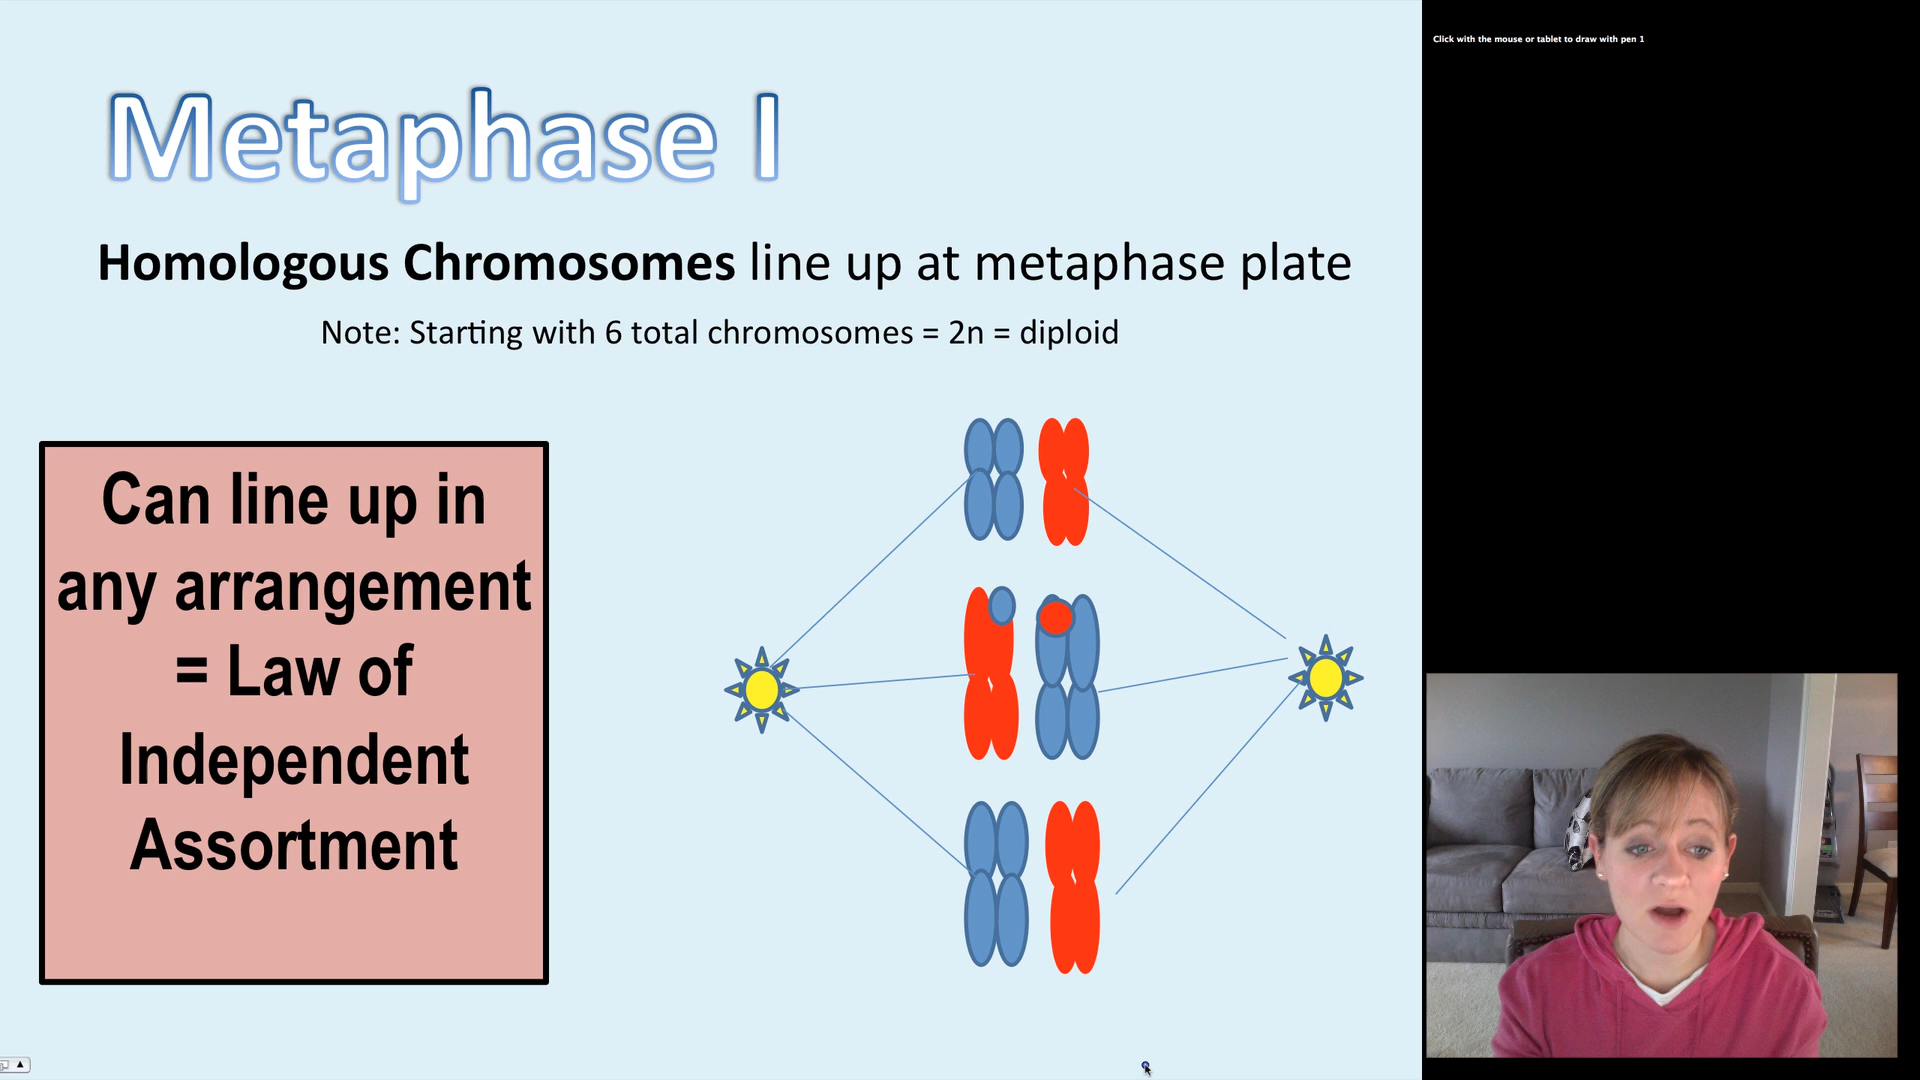 Metaphase I
Homologous Chromosomes line up at metaphase plate
Note: Starting with 6 total chromosomes = 2n = diploid
Can line up in
any arrangement
= Law of
Independent
Assortment
Click with the mouse or tablet to draw with pen 1